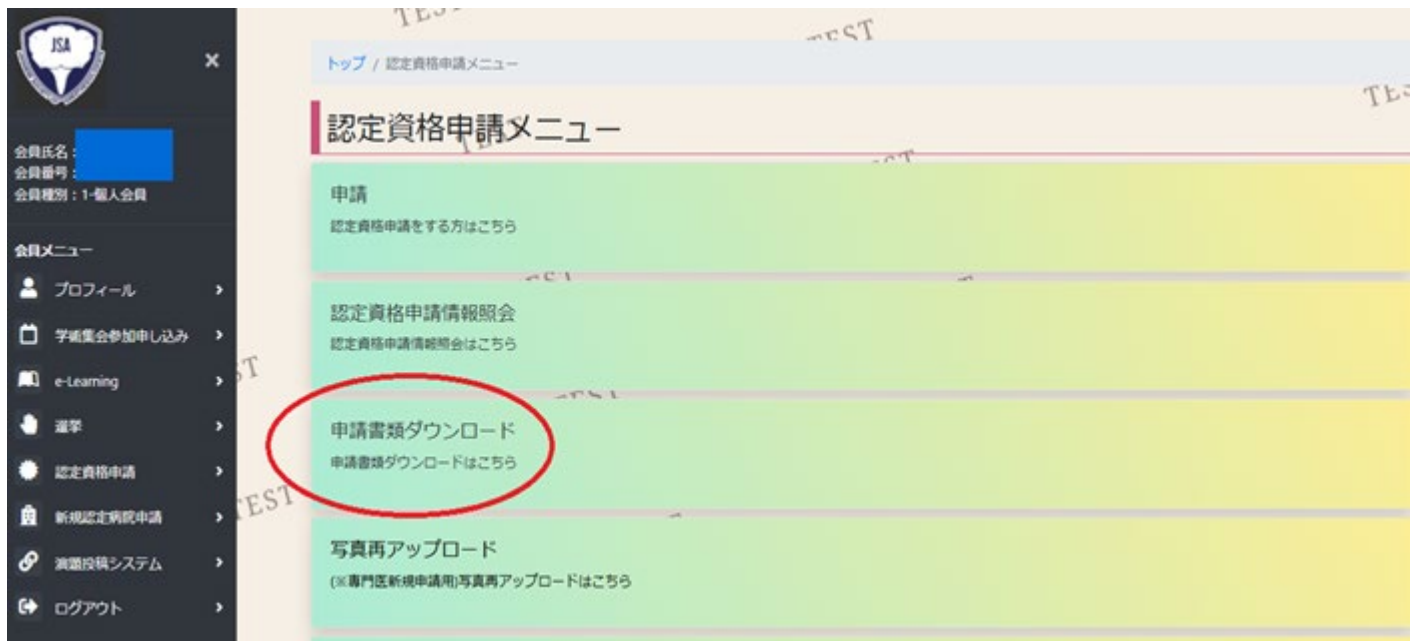 JSA
×
会員氏名：
会員番号：
会員種別：1-個人会員
会員メニュー
プロフィール
学術集会参加申し込み
e-Learning
選挙
認定資格申請
新規認定病院申請
演題投稿システム
ログアウト
TEST
TEST
トップ / 認定資格申請メニュー
認定資格申請メニュー
申請
認定資格申請をする方はこちら
認定資格申請情報照会
認定資格申請情報照会はこちら
申請書類ダウンロード
申請書類ダウンロードはこちら
TEST
写真再アップロード
(※専門医新規申請用)写真再アップロードはこちら